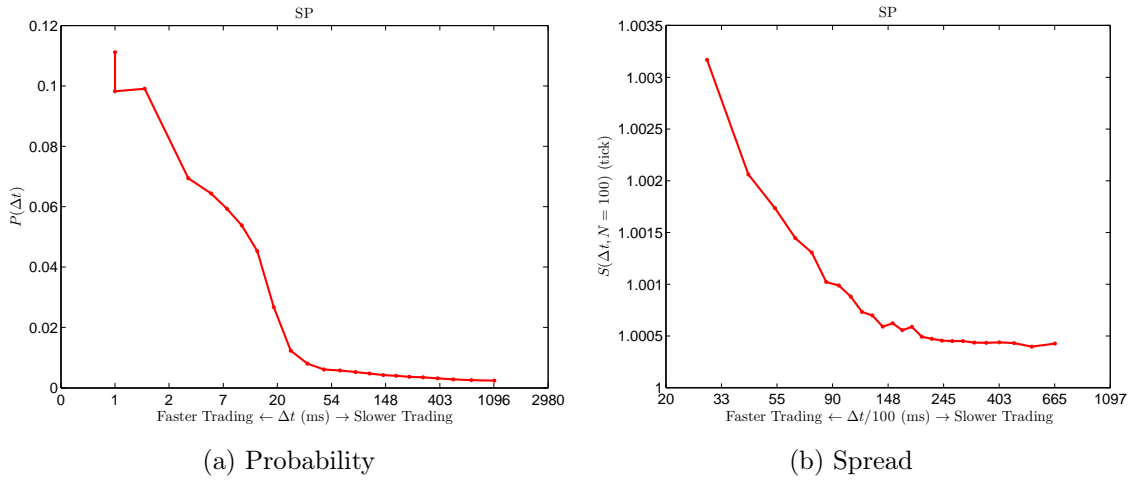 SP
0.12
0.1
0.08
0.06
0.04
0.02
0
P(Δt)
0 1 2 7 20 55 148 403 1096 2980
Faster Trading ← Δt (ms) → Slower Trading
(a) Probability
SP
1.0035
1.003
1.0025
1.002
1.0015
1.001
1.0005
1
S(Δt, N = 100) (tick)
20 33 55 90 148 245 403 665 1097
Faster Trading ← Δt/100 (ms) → Slower Trading
(b) Spread